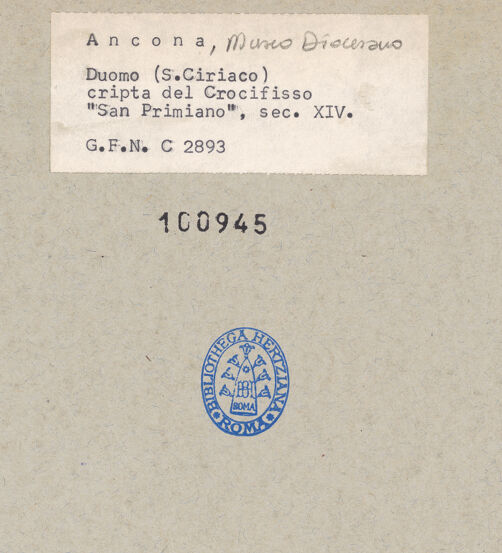 Ancona, Museo Diocesano
Duomo (S.Ciriaco)
cripta del Crocifisso
"San Primiano", sec. XIV.
G.F.N. C 2893
100945
BIBLIOTHECA HERTZIANA
ROMA
ROMA